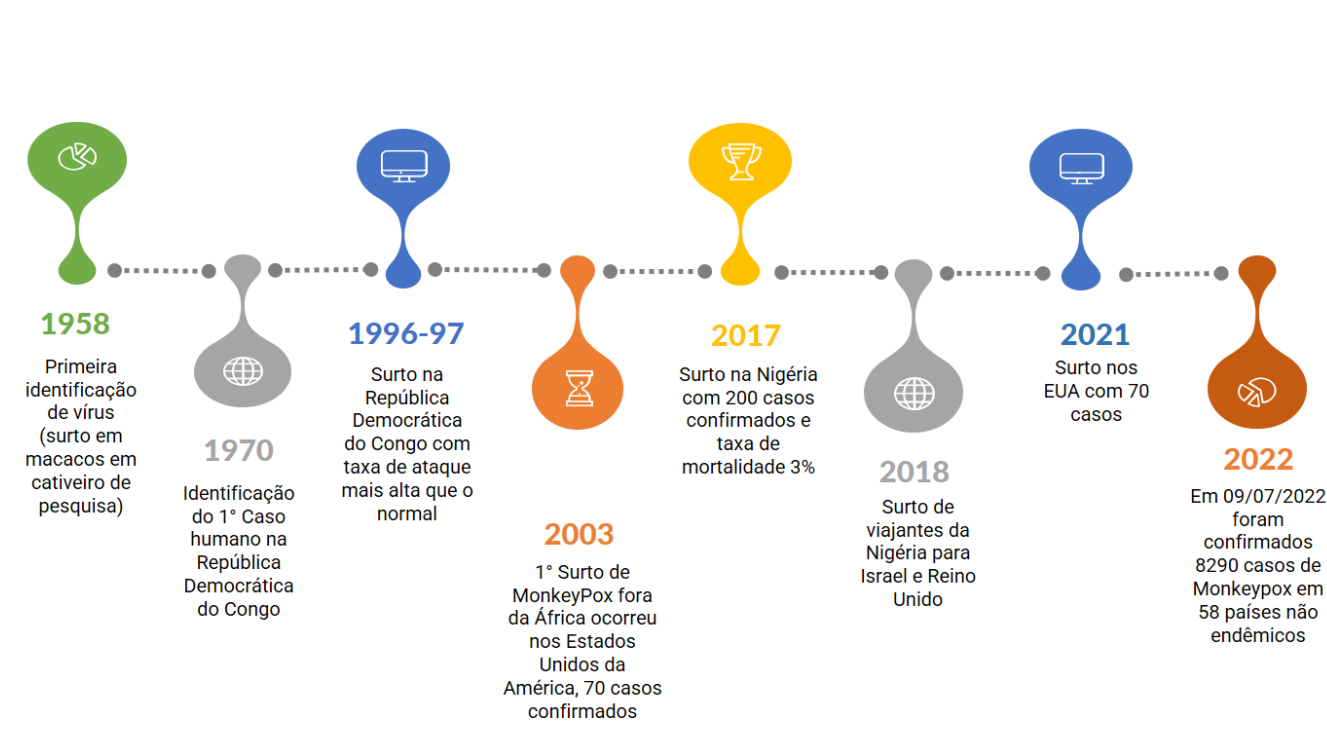 1958
Primeira
identificação
de vírus
(surto em
macacos em
cativeiro de
pesquisa)
1970
Identificação
do 1° Caso
humano na
República
Democrática
do Congo
1996-97
Surto na
República
Democrática
do Congo com
taxa de ataque
mais alta que o
normal
2003
1° Surto de
MonkeyPox fora
da África ocorreu
nos Estados
Unidos da
América, 70 casos
confirmados
2017
Surto na Nigéria
com 200 casos
confirmados e
taxa de
mortalidade 3%
2018
Surto de
viajantes da
Nigéria para
Israel e Reino
Unido
2021
Surto nos
EUA com 70
casos
2022
Em 09/07/2022
foram
confirmados
8290 casos de
Monkeypox em
58 países não
endêmicos